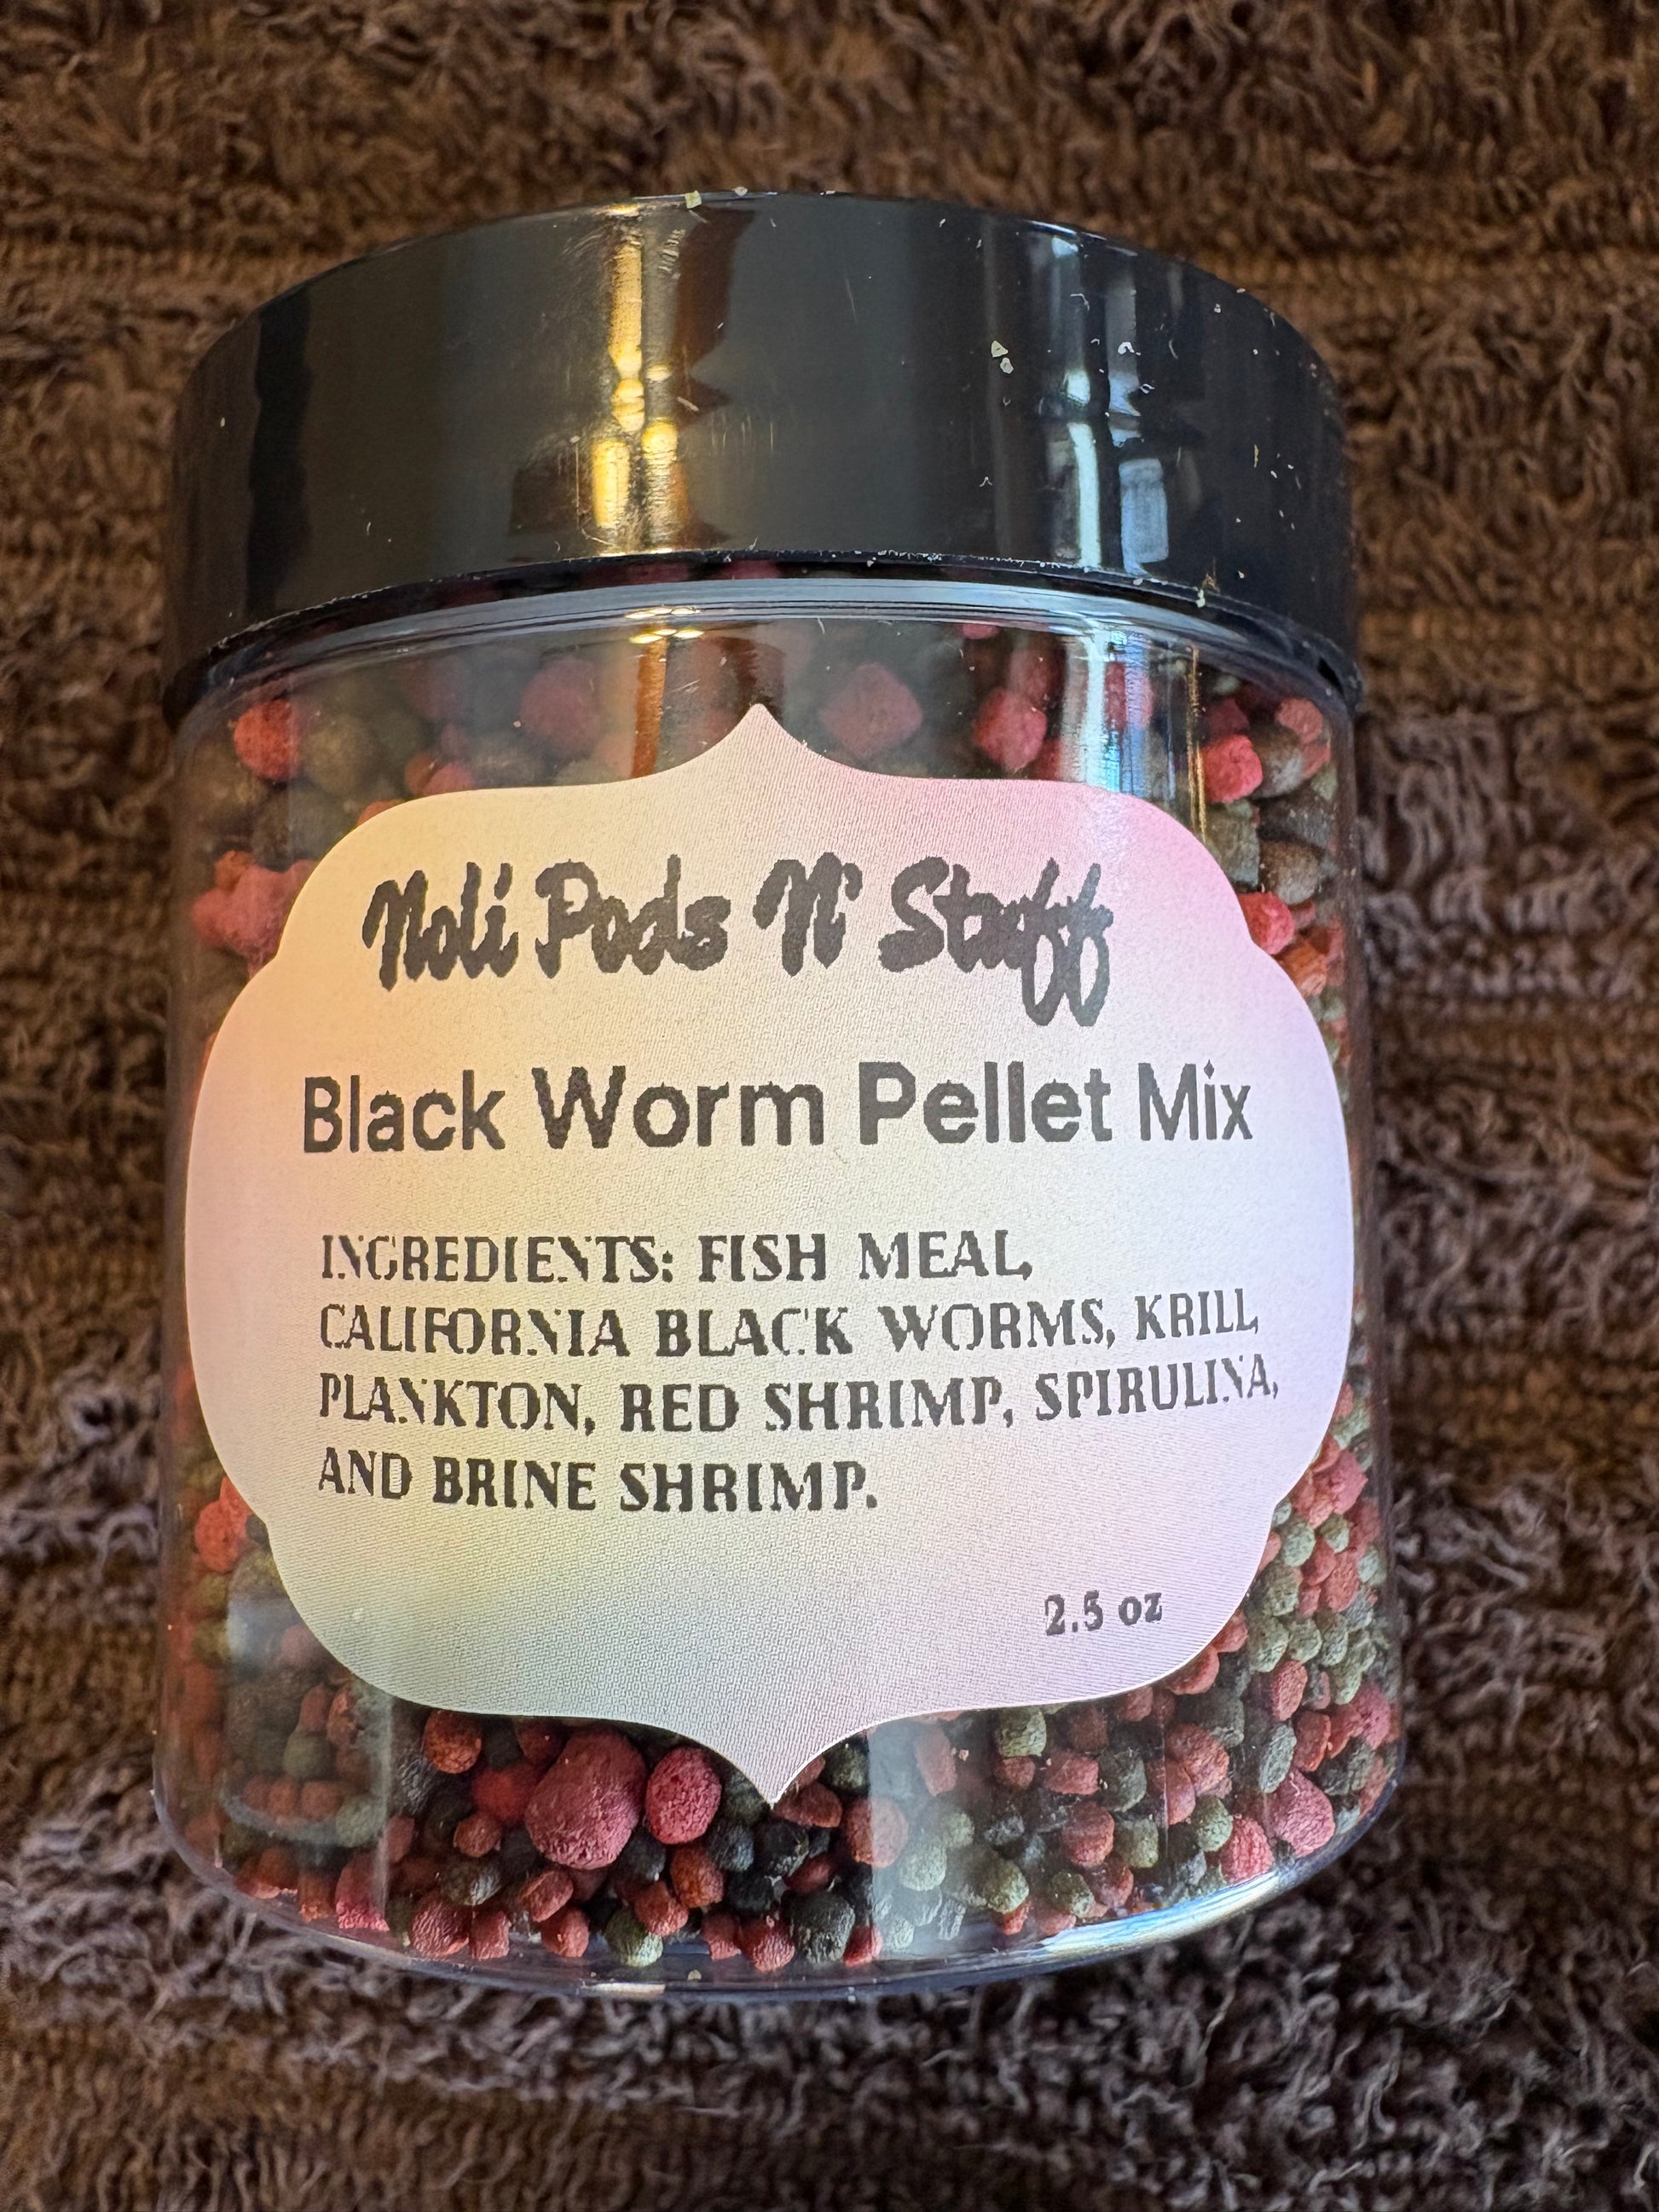 Noli Pods N' Stuff
Black Worm Pellet Mix
INGREDIENTS: FISH MEAL,
CALIFORNIA BLACK WORMS, KRILL,
PLANKTON, RED SHRIMP, SPIRULINA,
AND BRINE SHRIMP.
2.5 oz